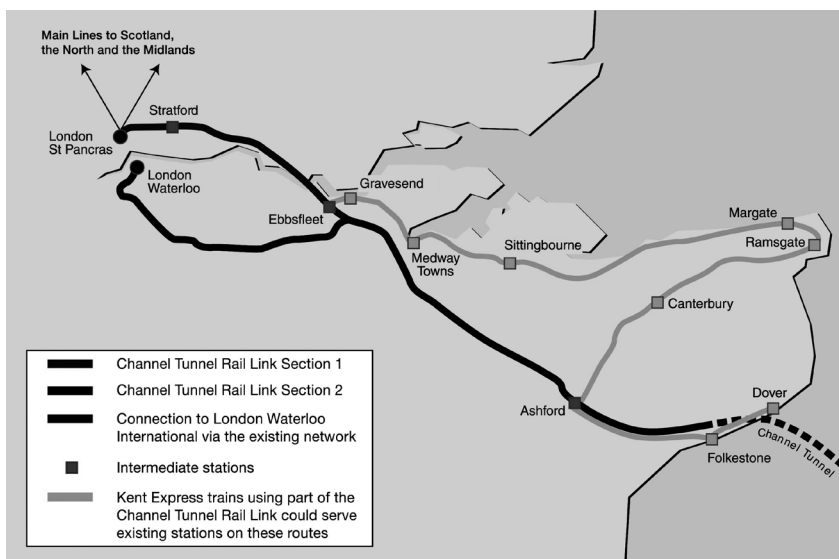 Main Lines to Scotland,
the North and the Midlands
Stratford
London
St Pancras
London
Waterloo
Gravesend
Ebbsfleet
Medway
Towns
Sittingbourne
Margate
Ramsgate
Canterbury
Ashford
Dover
Folkestone
Channel Tunnel
Channel Tunnel Rail Link Section 1
Channel Tunnel Rail Link Section 2
Connection to London Waterloo
International via the existing network
Intermediate stations
Kent Express trains using part of the
Channel Tunnel Rail Link could serve
existing stations on these routes